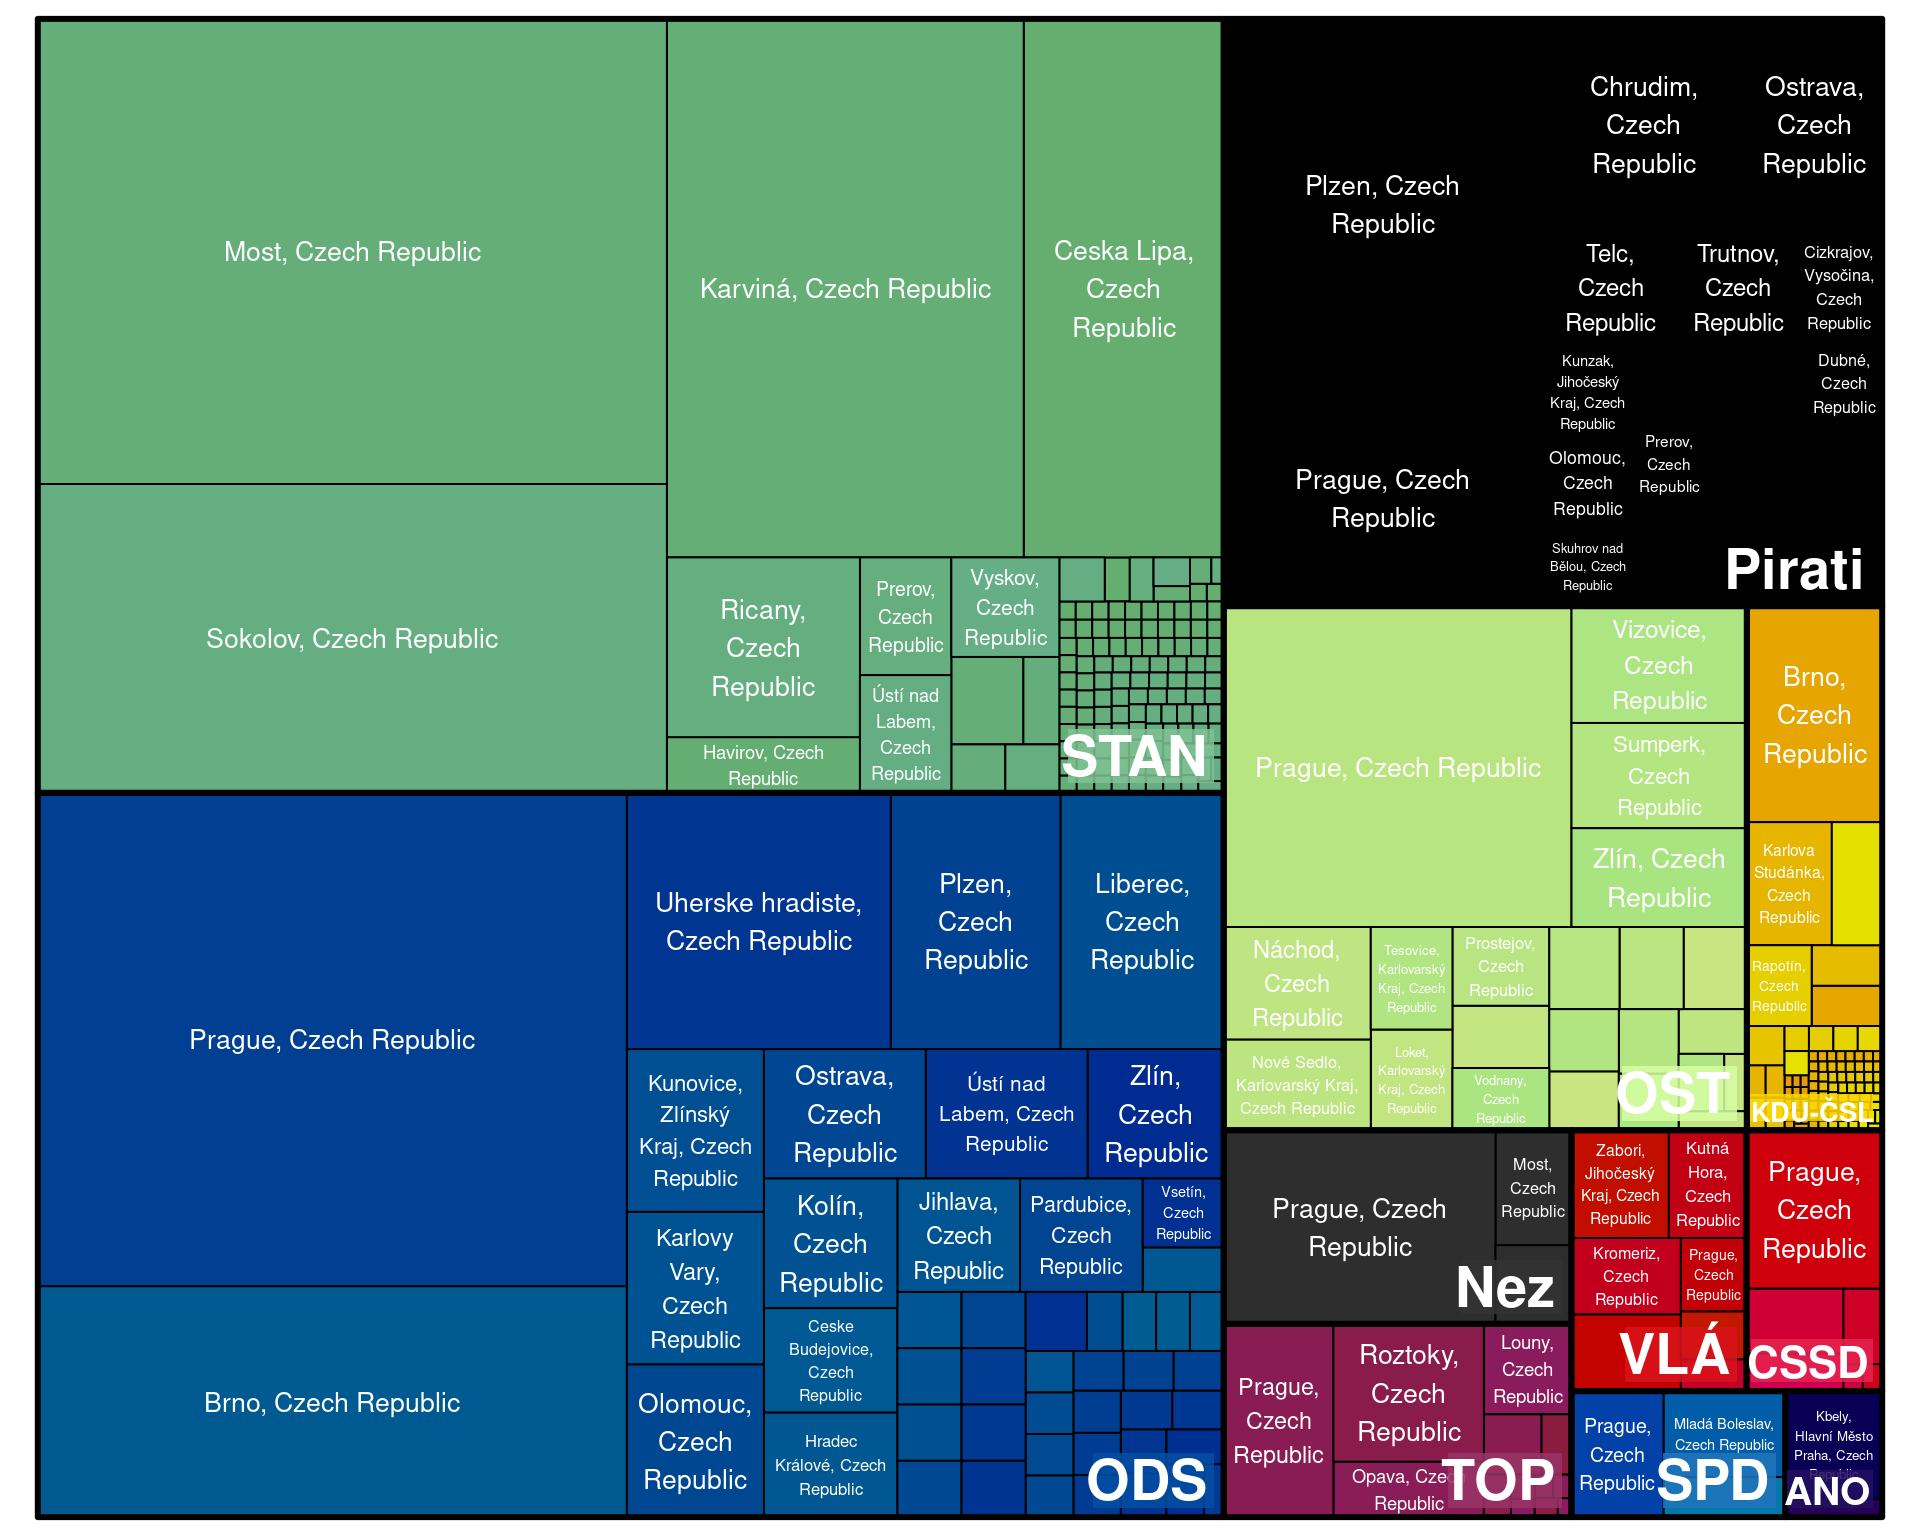 Most, Czech Republic
Sokolov, Czech Republic
Karviná, Czech Republic
Ceska Lipa,
Czech
Republic
Ricany,
Czech
Republic
Havirov, Czech
Republic
Prerov,
Czech
Republic
Ústí nad
Labem,
Czech
Republic
Vyskov,
Czech
Republic
STAN
Prague, Czech Republic
Brno, Czech Republic
Uherske hradiste,
Czech Republic
Plzen,
Czech
Republic
Liberec,
Czech
Republic
Kunovice,
Zlínský
Kraj, Czech
Republic
Karlovy
Vary,
Czech
Republic
Olomouc,
Czech
Republic
Ostrava,
Czech
Republic
Ústí nad
Labem, Czech
Republic
Zlín,
Czech
Republic
Kolín,
Czech
Republic
Ceske
Budejovice,
Czech
Republic
Hradec
Králové, Czech
Republic
Jihlava,
Czech
Republic
Pardubice,
Czech
Republic
Vsetín,
Czech
Republic
ODS
Plzen, Czech
Republic
Prague, Czech
Republic
Chrudim,
Czech
Republic
Ostrava,
Czech
Republic
Telc,
Czech
Republic
Trutnov,
Czech
Republic
Cizkrajov,
Vysočina,
Czech
Republic
Kunzak,
Jihočeský
Kraj, Czech
Republic
Dubné,
Czech
Republic
Olomouc,
Czech
Republic
Prerov,
Czech
Republic
Skuhrov nad
Bělou, Czech
Republic
Pirati
Prague, Czech Republic
Vizovice,
Czech
Republic
Sumperk,
Czech
Republic
Zlín, Czech
Republic
Náchod,
Czech
Republic
Nové Sedlo,
Karlovarský Kraj,
Czech Republic
Tesovice,
Karlovarský
Kraj, Czech
Republic
Loket,
Karlovarský
Kraj, Czech
Republic
Prostejov,
Czech
Republic
Vodnany,
Czech
Republic
OST
Brno,
Czech
Republic
Karlova
Studánka,
Czech
Republic
Rapotín,
Czech
Republic
KDU-ČSL
Prague, Czech
Republic
Most,
Czech
Republic
Nez
Prague,
Czech
Republic
Roztoky,
Czech
Republic
Louny,
Czech
Republic
Opava, Czech
Republic
TOP
Zabori,
Jihočeský
Kraj, Czech
Republic
Kutná
Hora,
Czech
Republic
Kromeriz,
Czech
Republic
Prague,
Czech
Republic
VLÁ
Prague,
Czech
Republic
CSSD
Prague,
Czech
Republic
Mladá Boleslav,
Czech Republic
SPD
Kbely,
Hlavní Město
Praha, Czech
Republic
ANO